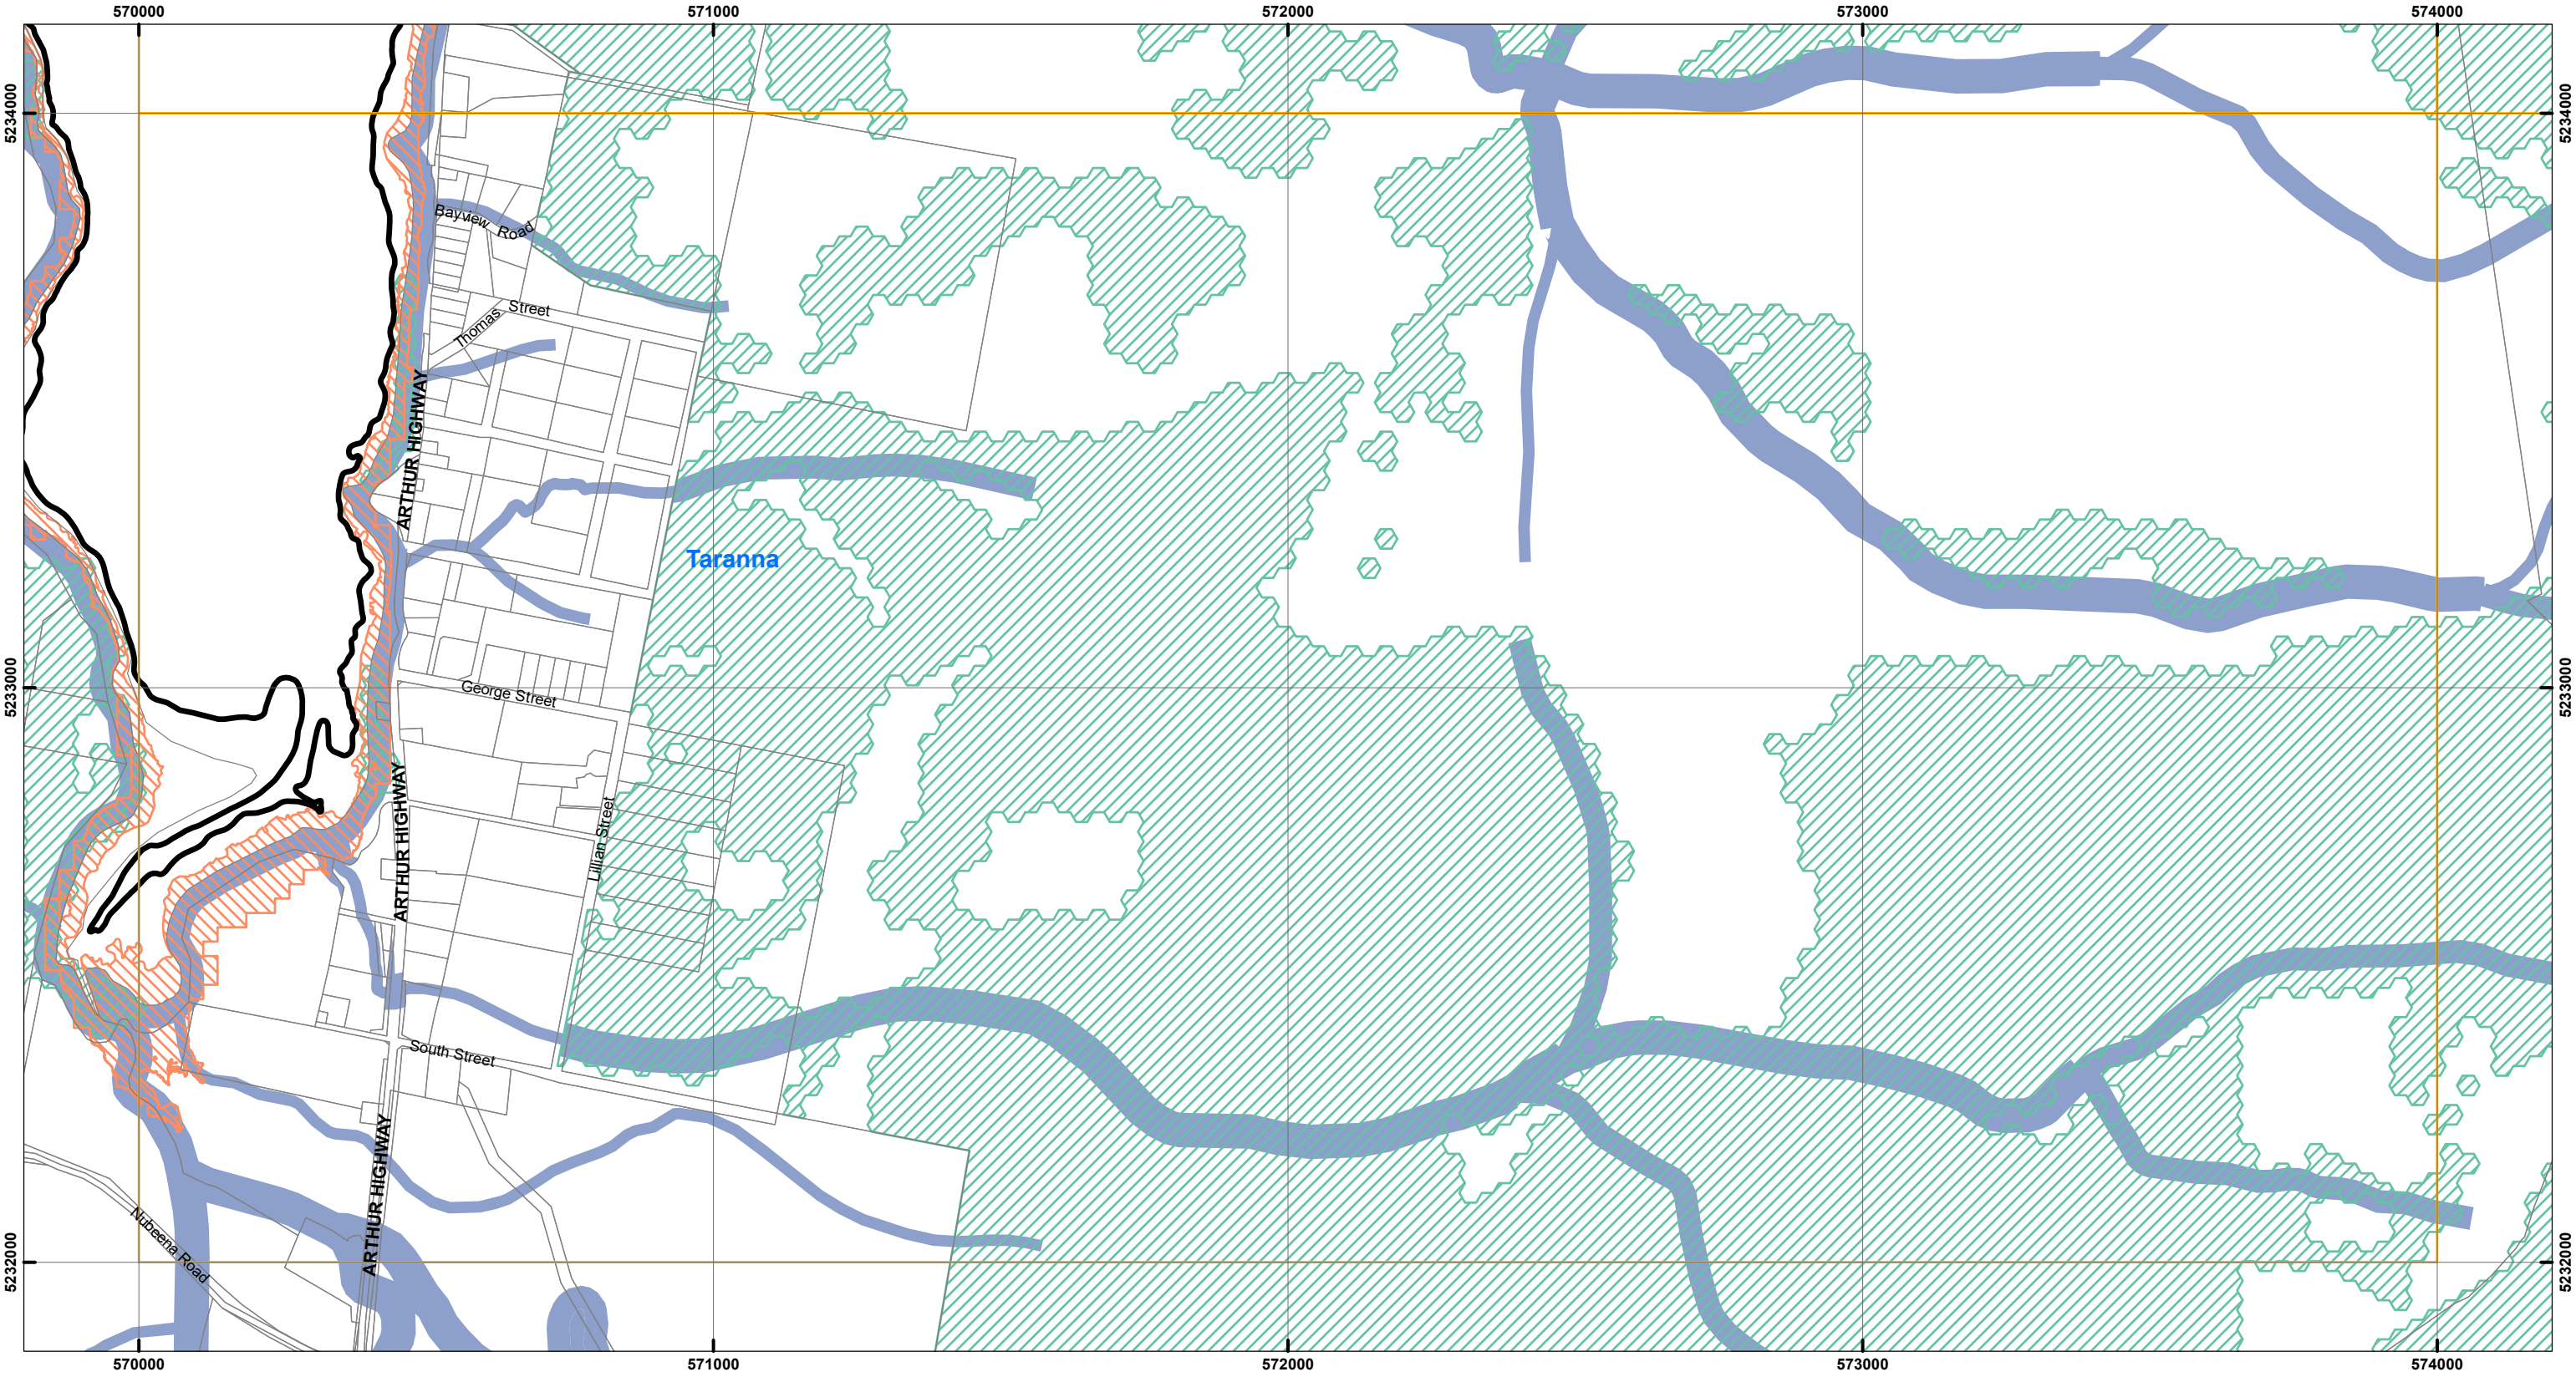 570000
571000
572000
573000
574000
5234000
5234000
Bayview Road
Thomas Street
ARTHUR HIGHWAY
Taranna
5233000
5233000
George Street
ARTHUR HIGHWAY
Lillian Street
South Street
ARTHUR HIGHWAY
Nubeena Road
5232000
5232000
570000
571000
572000
573000
574000